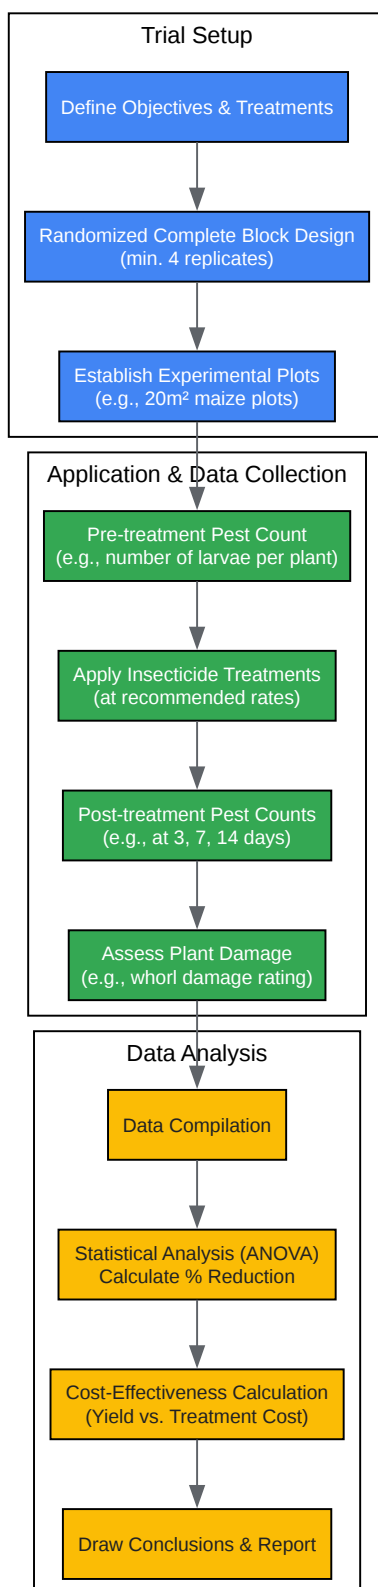 Trial Setup
Define Objectives & Treatments
Randomized Complete Block Design
(min. 4 replicates)
Establish Experimental Plots
(e.g., 20m² maize plots)
Application & Data Collection
Pre-treatment Pest Count
(e.g., number of larvae per plant)
Apply Insecticide Treatments
(at recommended rates)
Post-treatment Pest Counts
(e.g., at 3, 7, 14 days)
Assess Plant Damage
(e.g., whorl damage rating)
Data Analysis
Data Compilation
Statistical Analysis (ANOVA)
Calculate % Reduction
Cost-Effectiveness Calculation
(Yield vs. Treatment Cost)
Draw Conclusions & Report